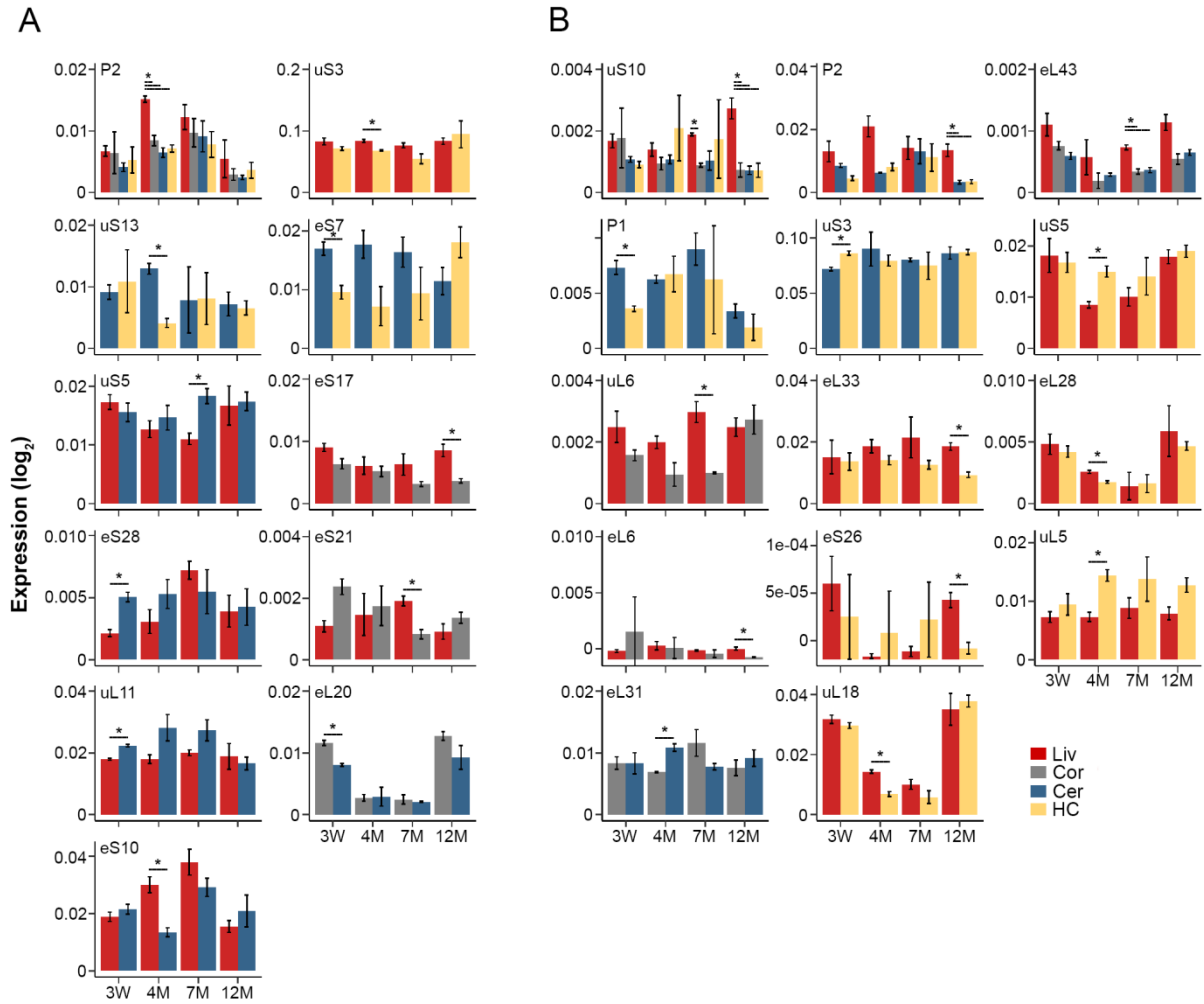 A
B
Expression (log2)
P2
0.02
0.01
0
*
uS3
0.2
0.1
0
*
uS13
0.02
0.01
0
*
eS7
0.02
0.01
0
*
uS5
0.02
0.01
0
*
eS17
0.02
0.01
0
*
eS28
0.010
0.005
0
*
eS21
0.004
0.002
0
*
uL11
0.04
0.02
0
*
eL20
0.02
0.01
0
*
3W 4M 7M 12M
eS10
0.04
0.02
0
*
3W 4M 7M 12M
uS10
0.004
0.002
0
* *
P2
0.04
0.02
0
*
eL43
0.002
0.001
0
*
P1
0.01
0.005
0
*
uS3
0.10
0.05
0
*
uS5
0.02
0.01
0
*
uL6
0.004
0.002
0
*
eL33
0.04
0.02
0
*
eL28
0.010
0.005
0
*
eL6
0.010
0.005
0
*
eS26
1e-04
5e-05
0
*
uL5
0.02
0.01
0
*
3W 4M 7M 12M
eL31
0.02
0.01
0
*
3W 4M 7M 12M
uL18
0.04
0.02
0
*
3W 4M 7M 12M
Liv
Cor
Cer
HC